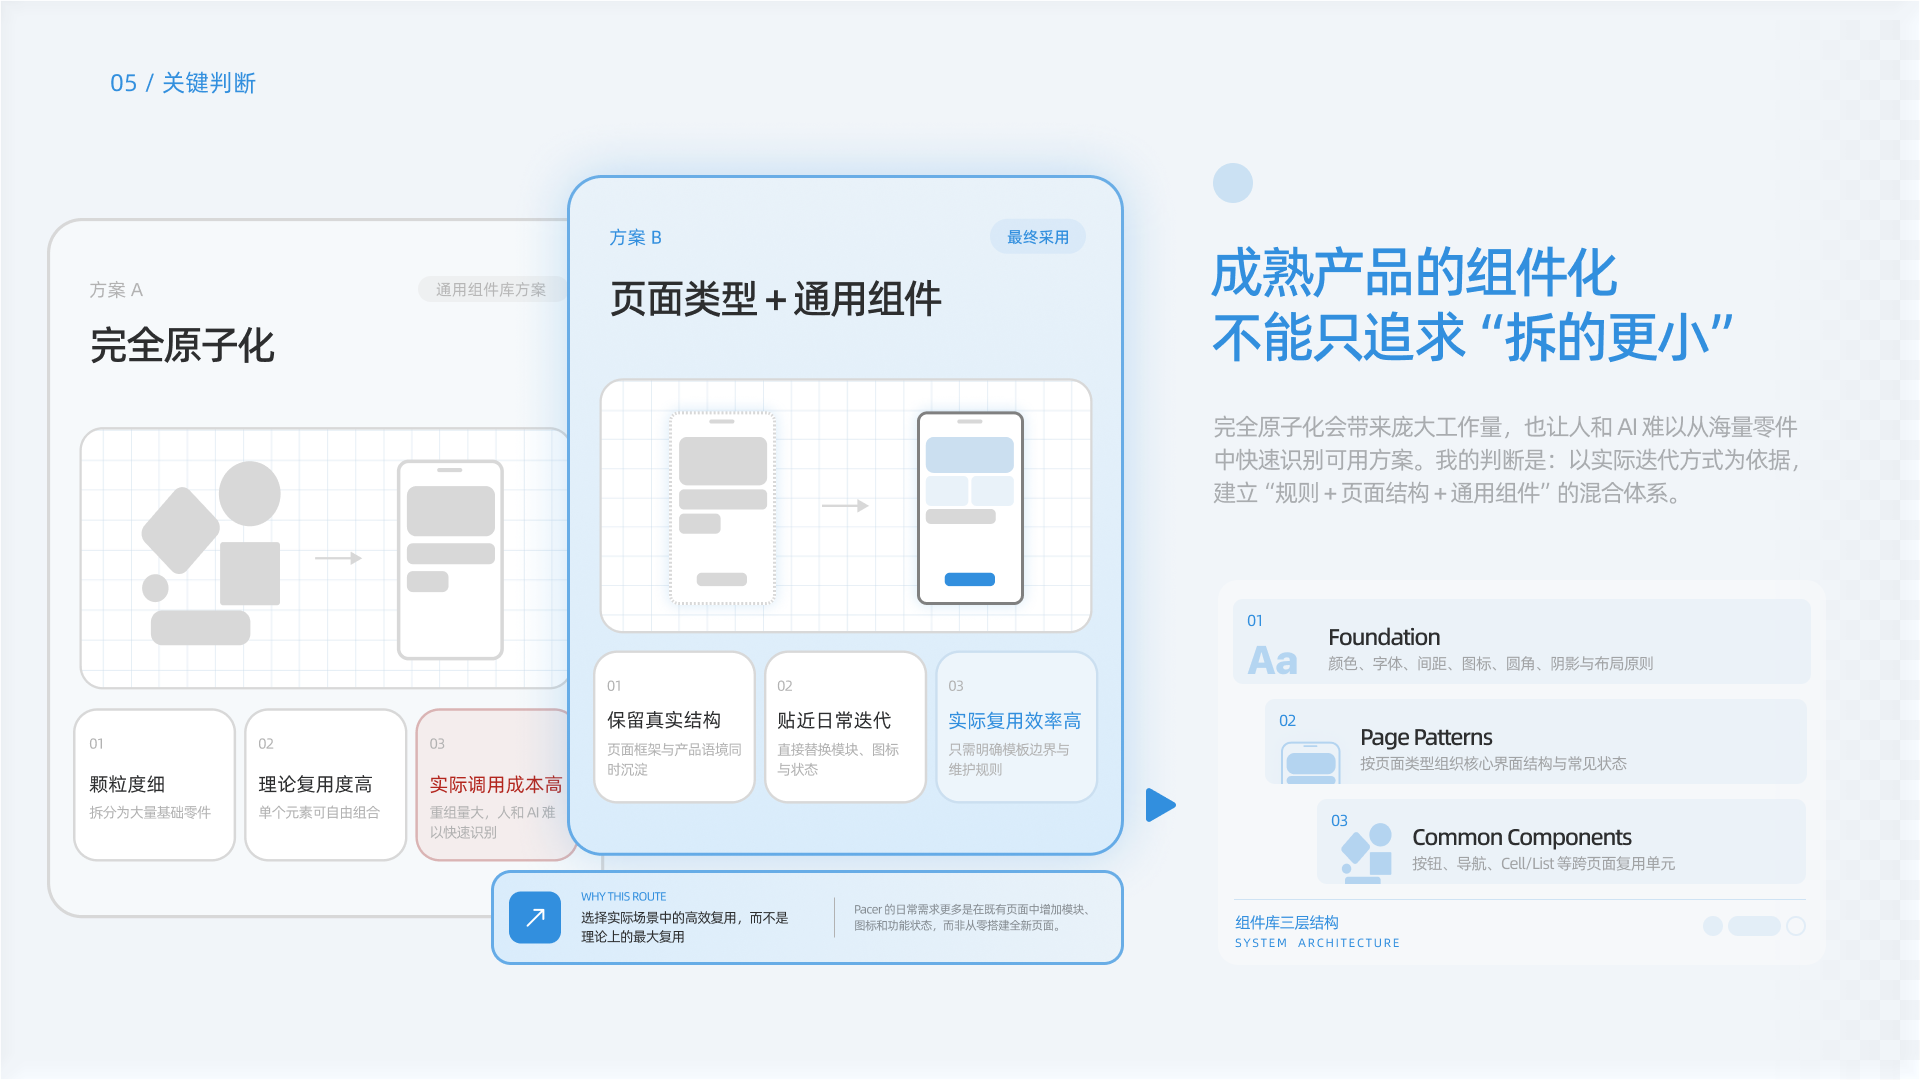 05 / 关键判断
方案 A
通用组件库方案
完全原子化
01
颗粒度细
拆分为大量基础零件
02
理论复用度高
单个元素可自由组合
03
实际调用成本高
重组量大，人和 AI 难
以快速识别
方案 B
最终采用
页面类型 + 通用组件
01
保留真实结构
页面框架与产品语境同
时沉淀
02
贴近日常迭代
直接替换模块、图标
与状态
03
实际复用效率高
只需明确模板边界与
维护规则
WHY THIS ROUTE
选择实际场景中的高效复用，而不是
理论上的最大复用
Pacer 的日常需求更多是在既有页面中增加模块、
图标和功能状态，而非从零搭建全新页面。
成熟产品的组件化
不能只追求 “拆的更小”
完全原子化会带来庞大工作量，也让人和 AI 难以从海量零件
中快速识别可用方案。我的判断是：以实际迭代方式为依据，
建立 “规则 + 页面结构 + 通用组件” 的混合体系。
01
Aa
Foundation
颜色、字体、间距、图标、圆角、阴影与布局原则
02
Page Patterns
按页面类型组织核心界面结构与常见状态
03
Common Components
按钮、导航、Cell/List 等跨页面复用单元
组件库三层结构
SYSTEM ARCHITECTURE